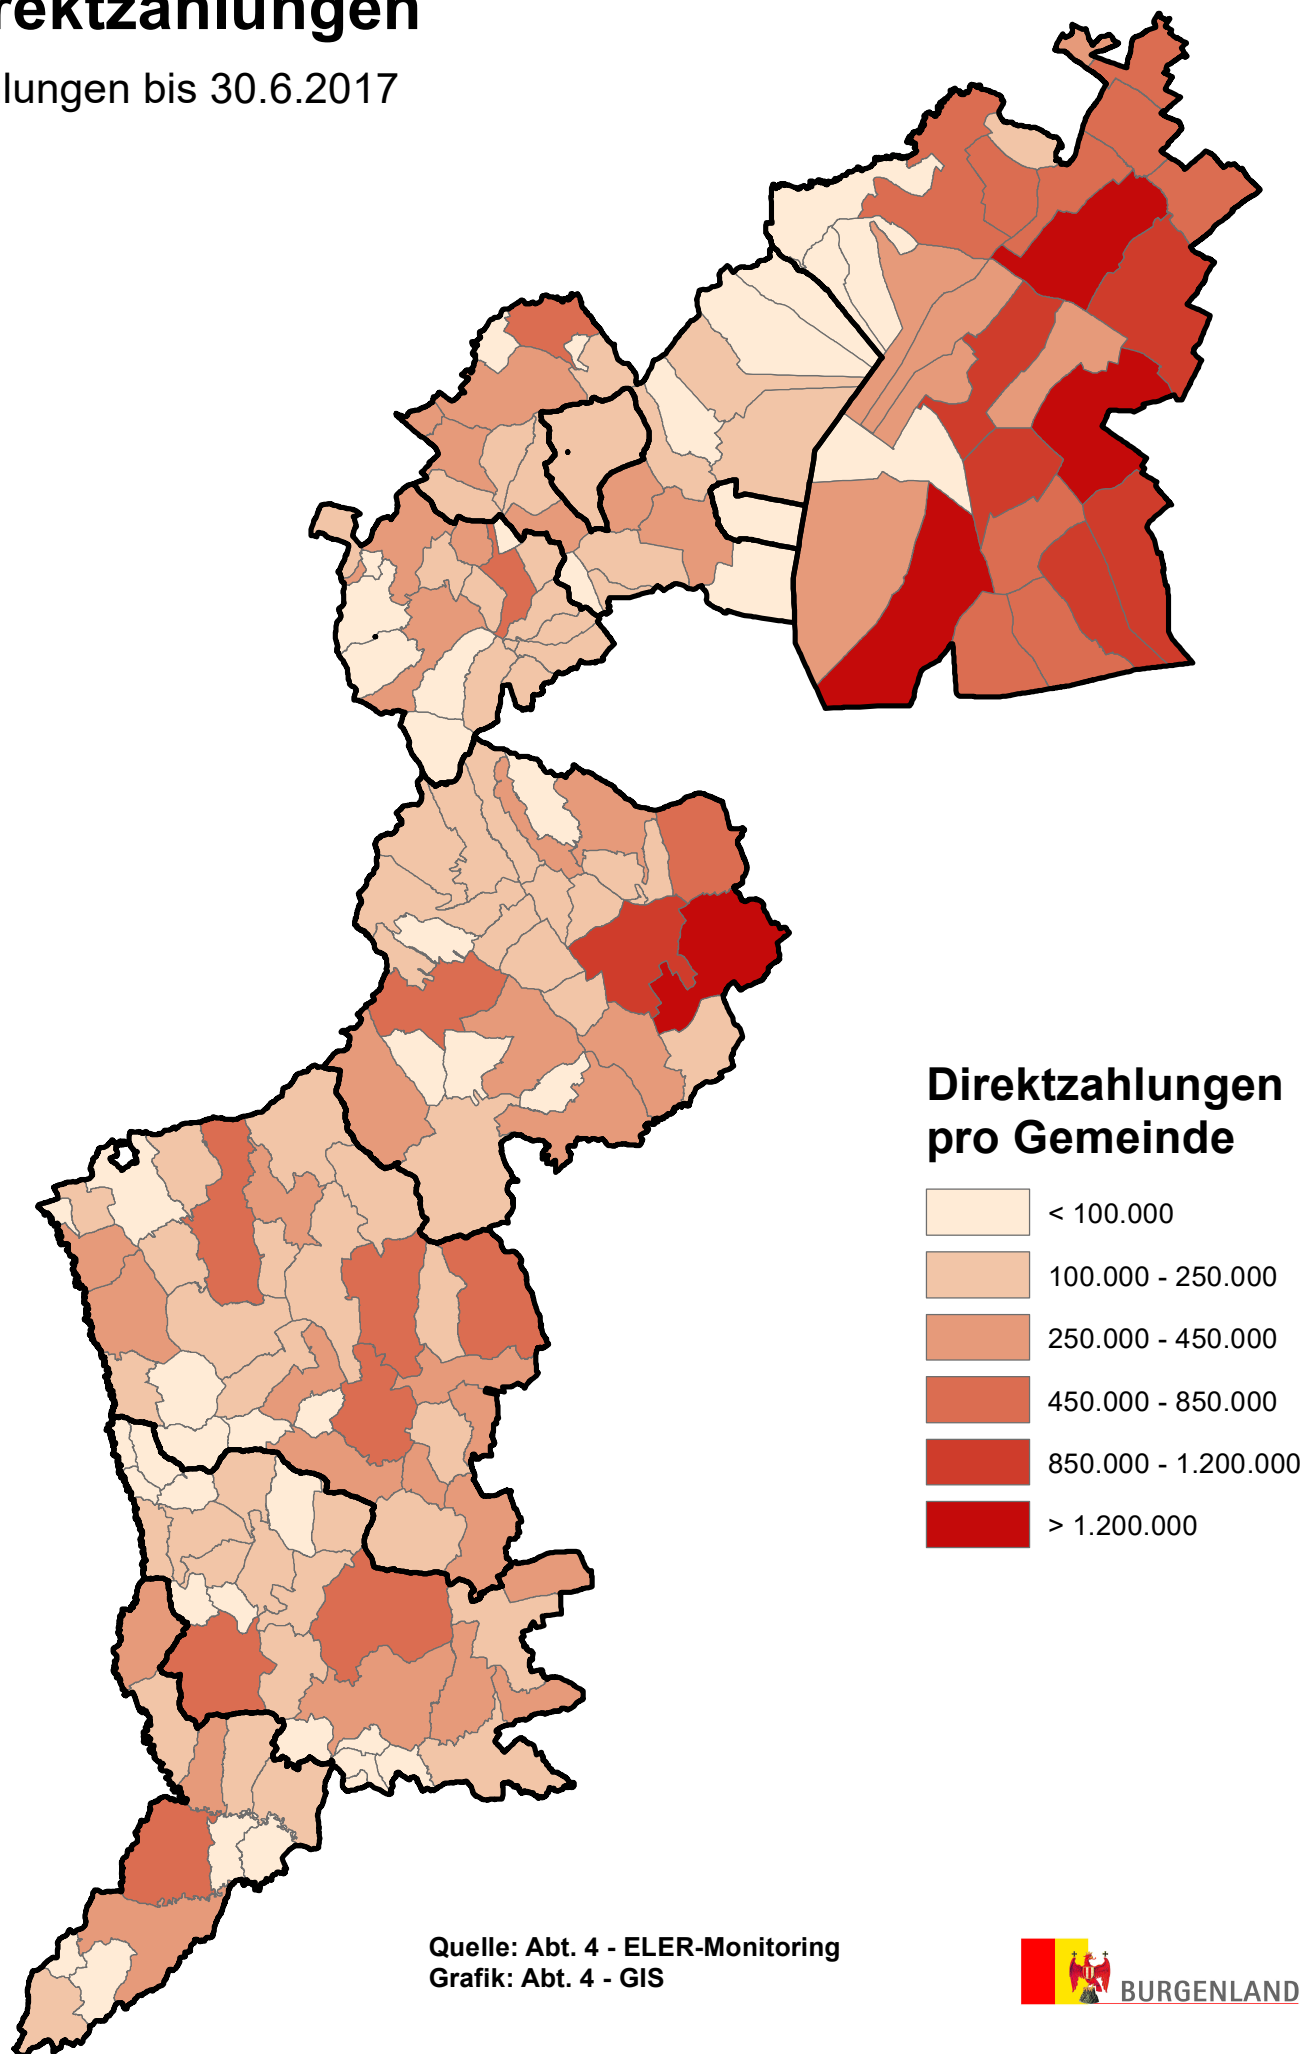 rektzahlungen
lungen bis 30.6.2017
Direktzahlungen
pro Gemeinde
< 100.000
100.000 - 250.000
250.000 - 450.000
450.000 - 850.000
850.000 - 1.200.000
> 1.200.000
Quelle: Abt. 4 - ELER-Monitoring
Grafik: Abt. 4 - GIS
BURGENLAND